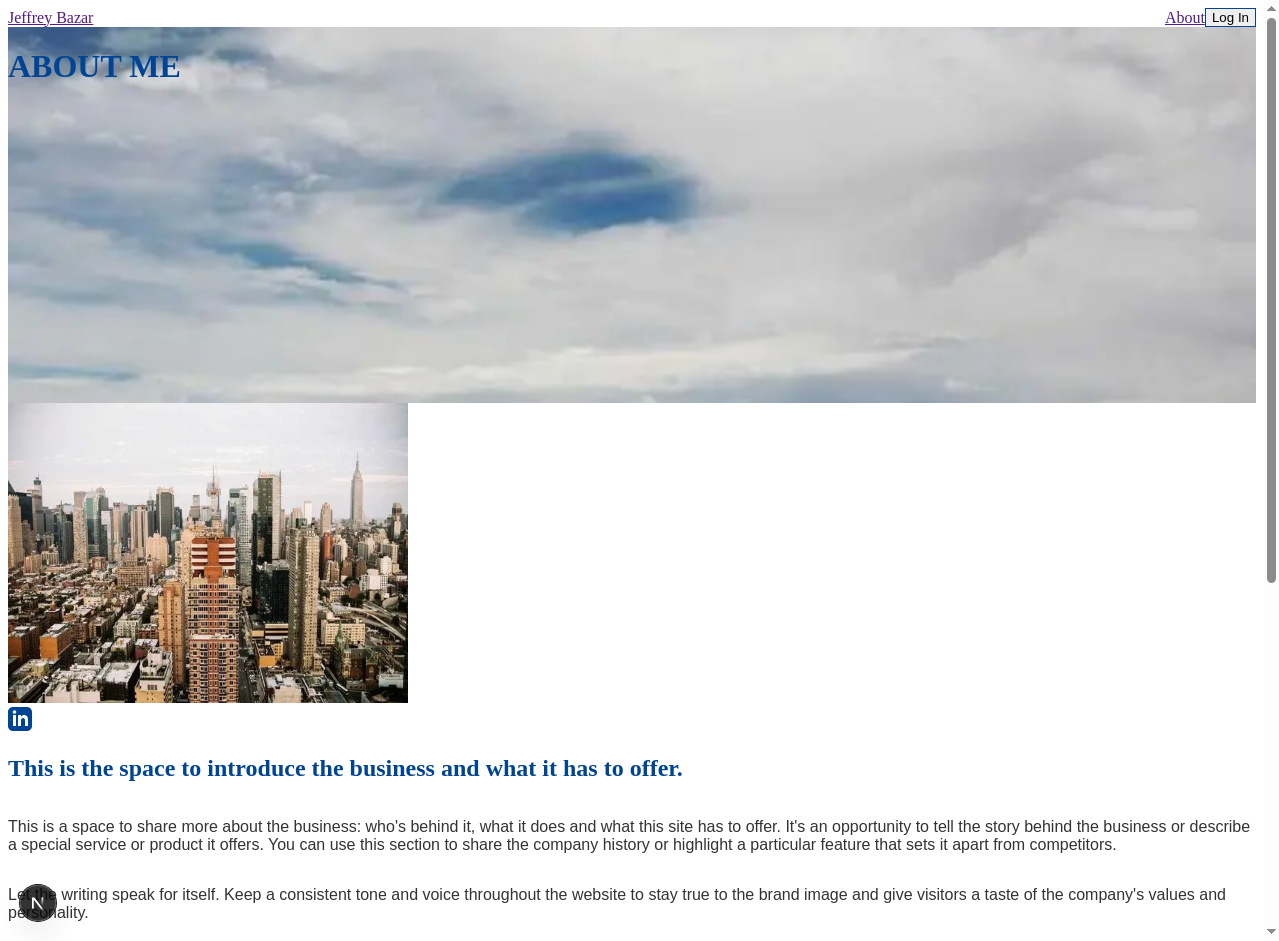 Jeffrey Bazar
About
Log In
ABOUT ME
in
This is the space to introduce the business and what it has to offer.
This is a space to share more about the business: who's behind it, what it does and what this site has to offer. It's an opportunity to tell the story behind the business or describe
a special service or product it offers. You can use this section to share the company history or highlight a particular feature that sets it apart from competitors.
Let the writing speak for itself. Keep a consistent tone and voice throughout the website to stay true to the brand image and give visitors a taste of the company's values and
personality.
N